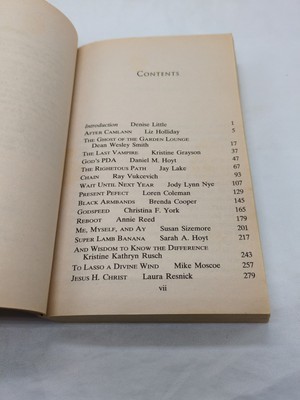 CONTENTS
Introduction Denise Little 1
AFTER CAMLANN Liz Holliday 5
THE GHOST OF THE GARDEN LOUNGE
Dean Wesley Smith 17
THE LAST VAMPIRE Kristine Grayson 37
GOD'S PDA Daniel M. Hoyt 47
THE RIGHTEOUS PATH Jay Lake 67
CHAIN Ray Vukcevich 93
WAIT UNTIL NEXT YEAR Jody Lynn Nye 107
PRESENT PEFECT Loren Coleman 129
BLACK ARMBANDS Brenda Cooper 149
GODSPEED Christina F. York 165
REBOOT Annie Reed 179
ME, MYSELF, AND AY Susan Sizemore 201
SUPER LAMB BANANA Sarah A. Hoyt 217
AND WISDOM TO KNOW THE DIFFERENCE
Kristine Kathryn Rusch 243
TO LASSO A DIVINE WIND Mike Moscoe 257
JESUS H. CHRIST Laura Resnick 279
vii